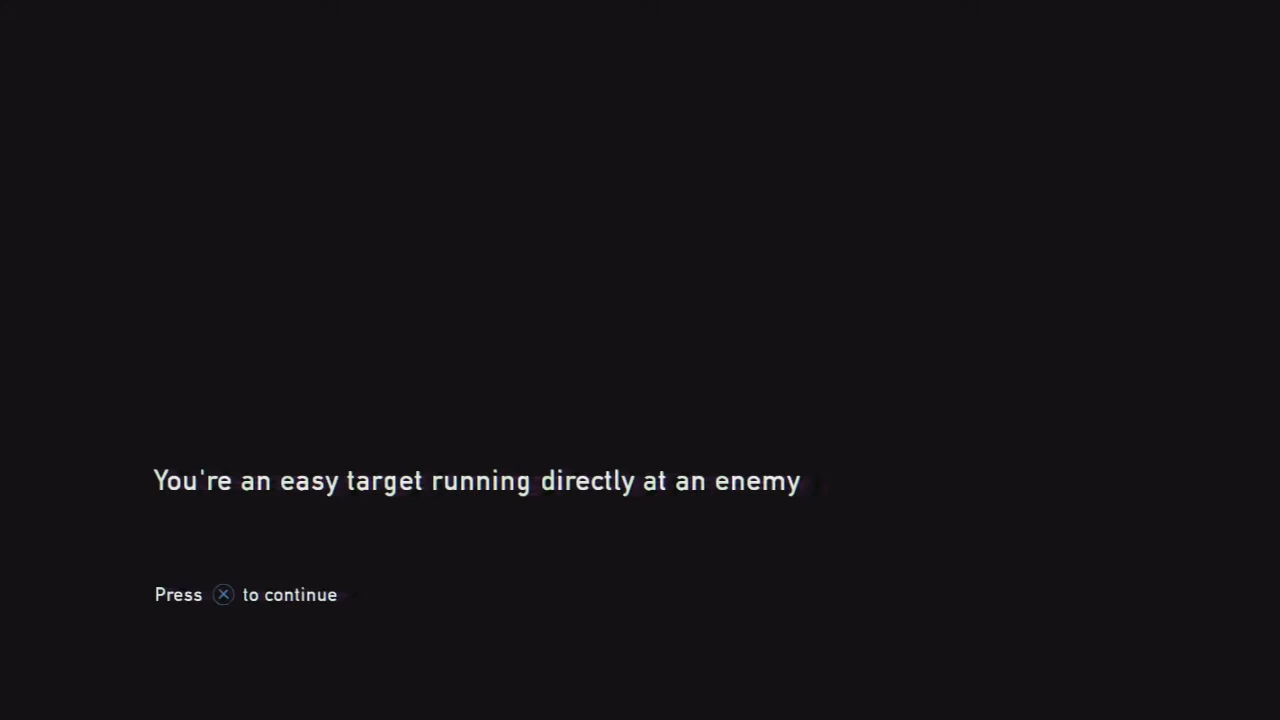 You're an easy target running directly at an enemy
Press ⓧ to continue